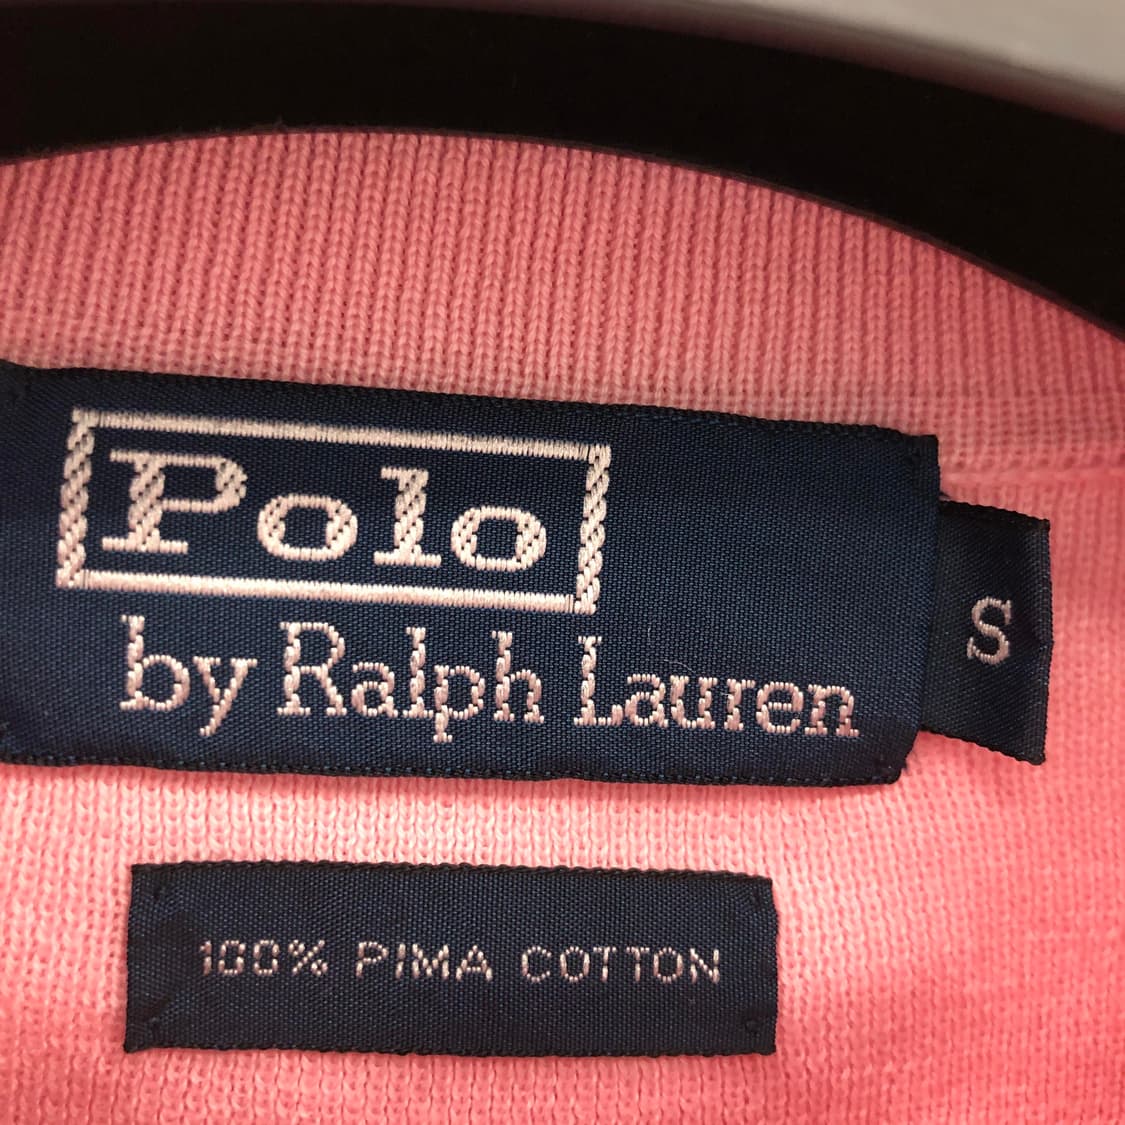 Polo
by Ralph Lauren
S
100% PIMA COTTON